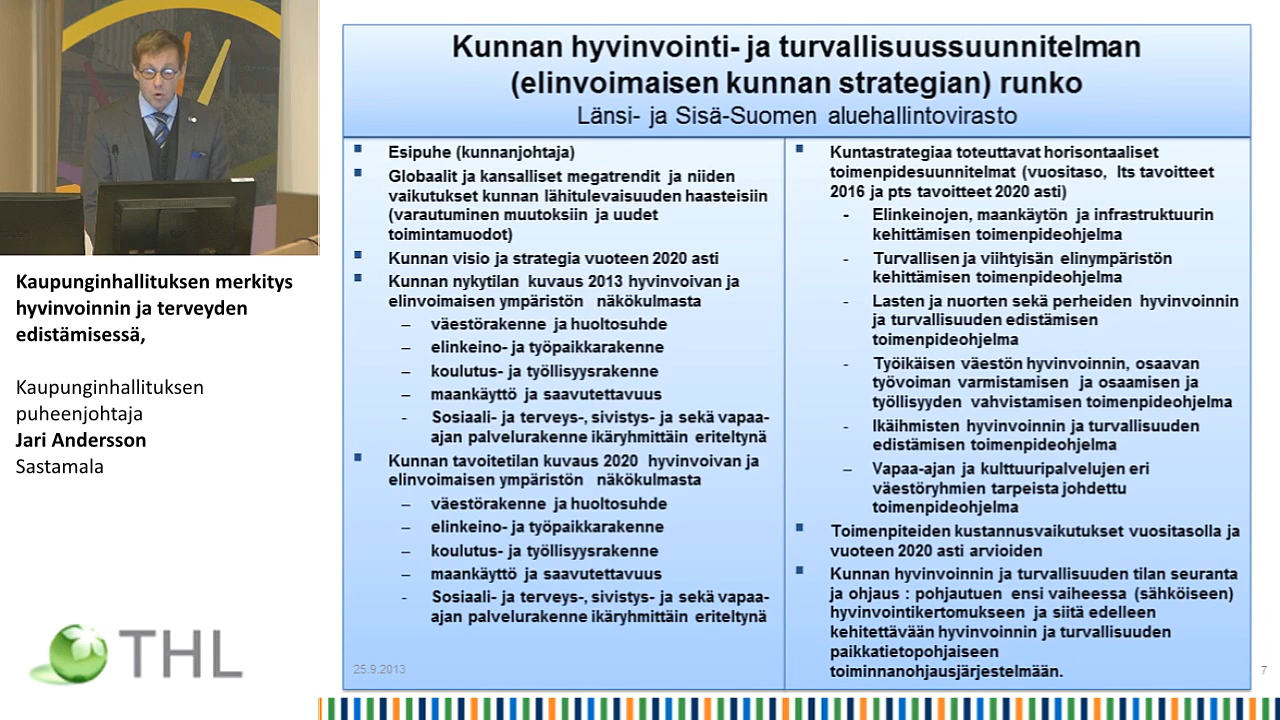 Kunnan hyvinvointi- ja turvallisuussuunnitelman
(elinvoimaisen kunnan strategian) runko
Länsi- ja Sisä-Suomen aluehallintovirasto
Esipuhe (kunnanjohtaja)
Globaalit ja kansalliset megatrendit ja niiden
vaikutukset kunnan lähitulevaisuuden haasteisiin
(varautuminen muutoksiin ja uudet
toimintamuodot)
Kunnan visio ja strategia vuoteen 2020 asti
Kunnan nykytilan kuvaus 2013 hyvinvoivan ja
elinvoimaisen ympäristön näkökulmasta
– väestörakenne ja huoltosuhde
– elinkeino- ja työpaikkarakenne
– koulutus- ja työllisyysrakenne
– maankäyttö ja saavutettavuus
- Sosiaali- ja terveys-, sivistys- ja sekä vapaa-
ajan palvelurakenne ikäryhmittäin eriteltynä
Kunnan tavoitetilan kuvaus 2020 hyvinvoivan ja
elinvoimaisen ympäristön näkökulmasta
– väestörakenne ja huoltosuhde
– elinkeino- ja työpaikkarakenne
– koulutus- ja työllisyysrakenne
– maankäyttö ja saavutettavuus
- Sosiaali- ja terveys-, sivistys- ja sekä vapaa-
ajan palvelurakenne ikäryhmittäin eriteltynä
25.9.2013
Kuntastrategiaa toteuttavat horisontaaliset
toimenpidesuunnitelmat (vuositaso, lts tavoitteet
2016 ja pts tavoitteet 2020 asti)
- Elinkeinojen, maankäytön ja infrastruktuurin
kehittämisen toimenpideohjelma
- Turvallisen ja viihtyisän elinympäristön
kehittämisen toimenpideohjelma
- Lasten ja nuorten sekä perheiden hyvinvoinnin
ja turvallisuuden edistämisen
toimenpideohjelma
- Työikäisen väestön hyvinvoinnin, osaavan
työvoiman varmistamisen ja osaamisen ja
työllisyyden vahvistamisen toimenpideohjelma
- Ikäihmisten hyvinvoinnin ja turvallisuuden
edistämisen toimenpideohjelma
– Vapaa-ajan ja kulttuuripalvelujen eri
väestöryhmien tarpeista johdettu
toimenpideohjelma
Toimenpiteiden kustannusvaikutukset vuositasolla ja
vuoteen 2020 asti arvioiden
Kunnan hyvinvoinnin ja turvallisuuden tilan seuranta
ja ohjaus : pohjautuen ensi vaiheessa (sähköiseen)
hyvinvointikertomukseen ja siitä edelleen
kehitettävään hyvinvoinnin ja turvallisuuden
paikkatietopohjaiseen
toiminnanohjausjärjestelmään.
7
Kaupunginhallituksen merkitys
hyvinvoinnin ja terveyden
edistämisessä,
Kaupunginhallituksen
puheenjohtaja
Jari Andersson
Sastamala
THL